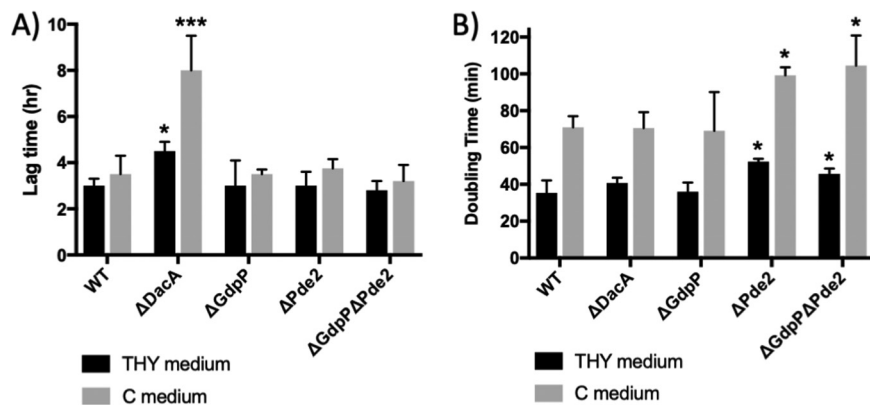 A)
Lag time (hr)
10
8
6
4
2
0
***
*
WT
ΔDacA
ΔGdpP
ΔPde2
ΔGdpPΔPde2
THY medium
C medium
B)
Doubling Time (min)
120
100
80
60
40
20
0
*
*
*
*
WT
ΔDacA
ΔGdpP
ΔPde2
ΔGdpPΔPde2
THY medium
C medium